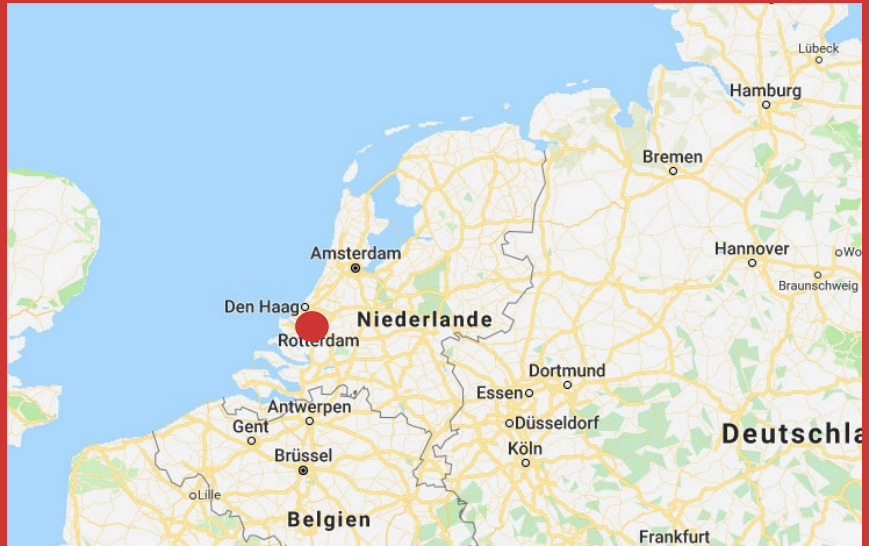 Lübeck
Hamburg
Bremen
Hannover
Wo
Amsterdam
Braunschweig
Den Haag
Niederlande
Rotterdam
Dortmund
Essen
Antwerpen
Düsseldorf
Gent
Deutschla
Köln
Brüssel
Lille
Belgien
Frankfurt